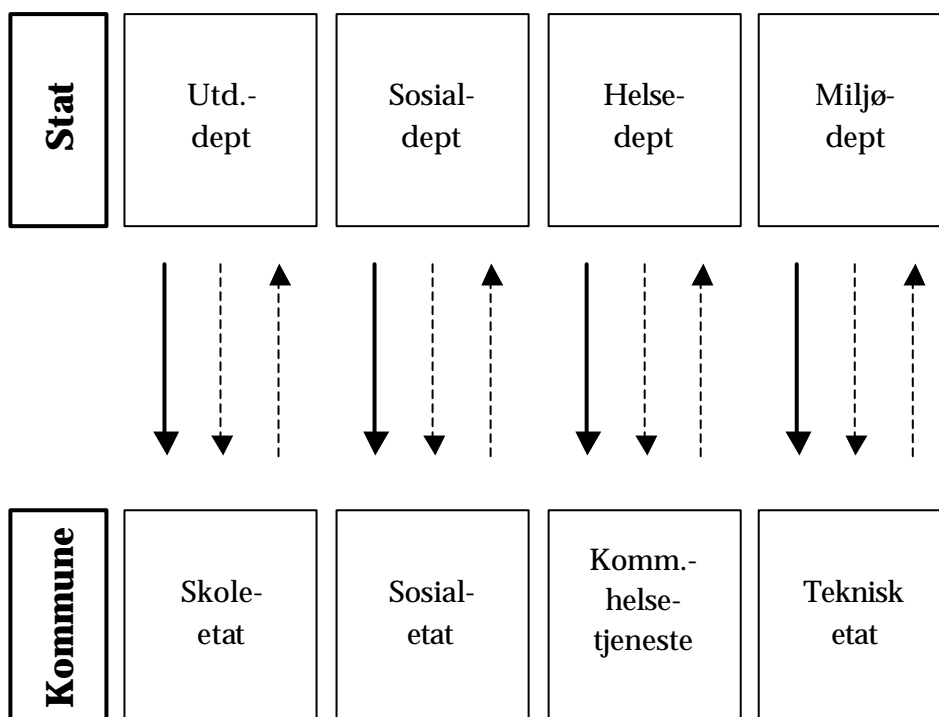 Stat
Utd.-
dept
Sosial-
dept
Helse-
dept
Miljø-
dept
Kommune
Skole-
etat
Sosial-
etat
Komm.-
helse-
tjeneste
Teknisk
etat